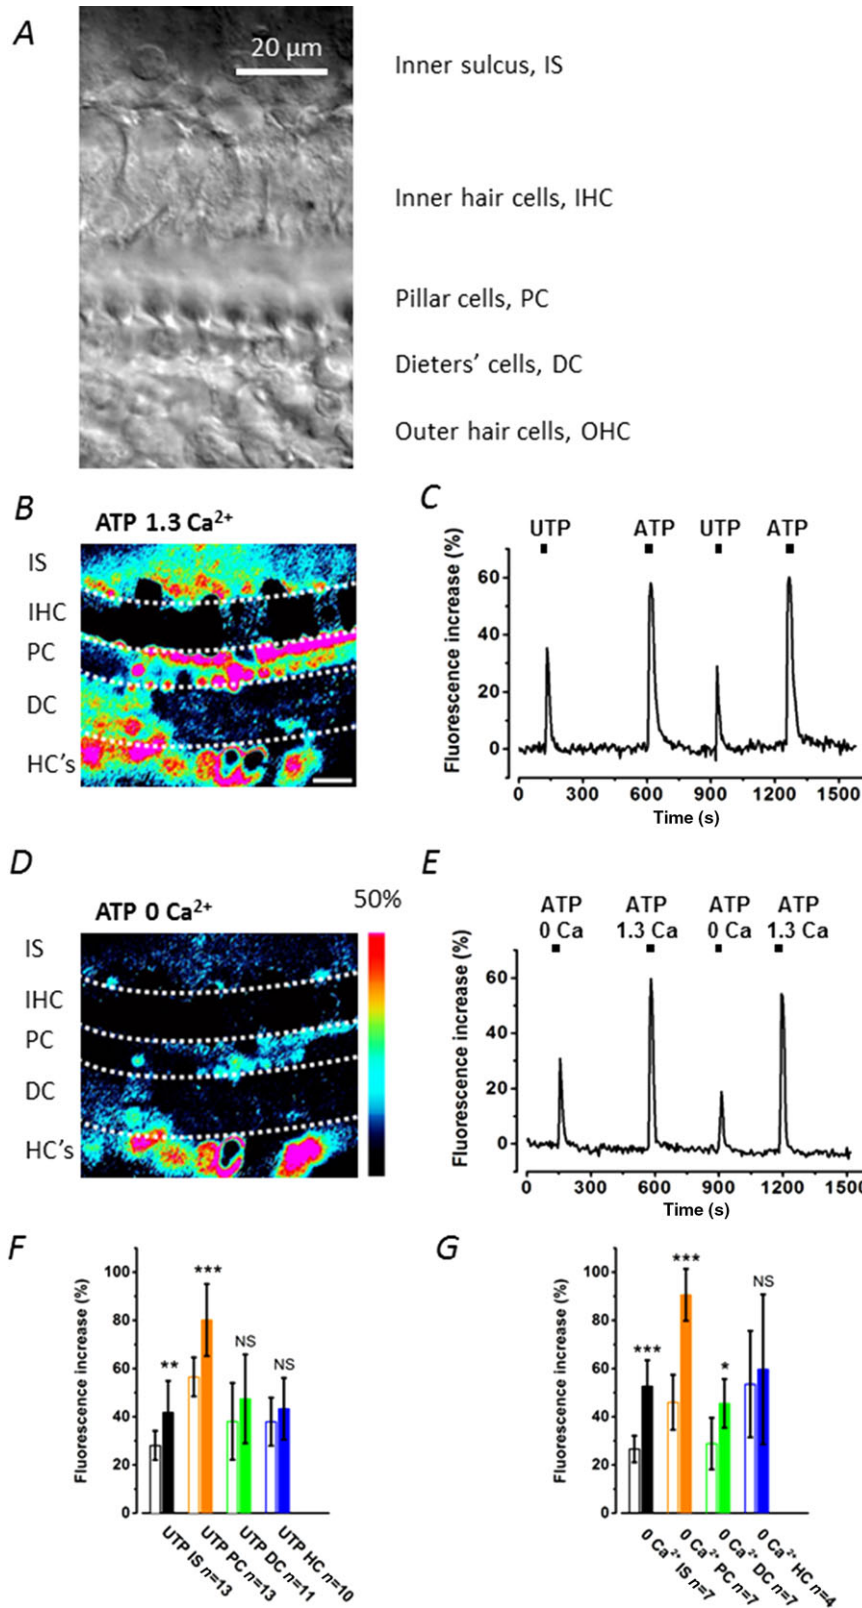 A
20 µm
Inner sulcus, IS
Inner hair cells, IHC
Pillar cells, PC
Dieters’ cells, DC
Outer hair cells, OHC
B
ATP 1.3 Ca²⁺
IS
IHC
PC
DC
HC's
C
UTP ATP UTP ATP
Fluorescence increase (%)
60
40
20
0
0 300 600 900 1200 1500
Time (s)
D
ATP 0 Ca²⁺
50%
IS
IHC
PC
DC
HC's
E
ATP ATP ATP ATP
0 Ca 1.3 Ca 0 Ca 1.3 Ca
Fluorescence increase (%)
60
40
20
0
0 300 600 900 1200 1500
Time (s)
F
Fluorescence increase (%)
100
80
60
40
20
0
** *** NS NS
UTP IS n=13
UTP PC n=13
UTP DC n=11
UTP HC n=10
G
Fluorescence increase (%)
100
80
60
40
20
0
*** *** * NS
0 Ca²⁺ IS n=7
0 Ca²⁺ PC n=7
0 Ca²⁺ DC n=7
0 Ca²⁺ HC n=4